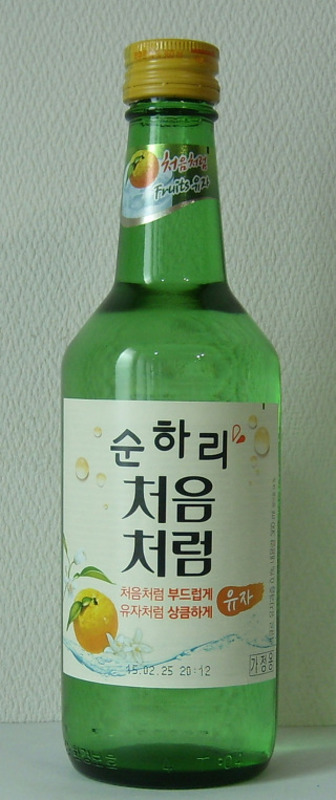 처음처럼
Fruits 유자
순하리
처음
처럼
처음처럼 부드럽게
유자처럼 상큼하게
유자
15.02.25 20:12
가정용